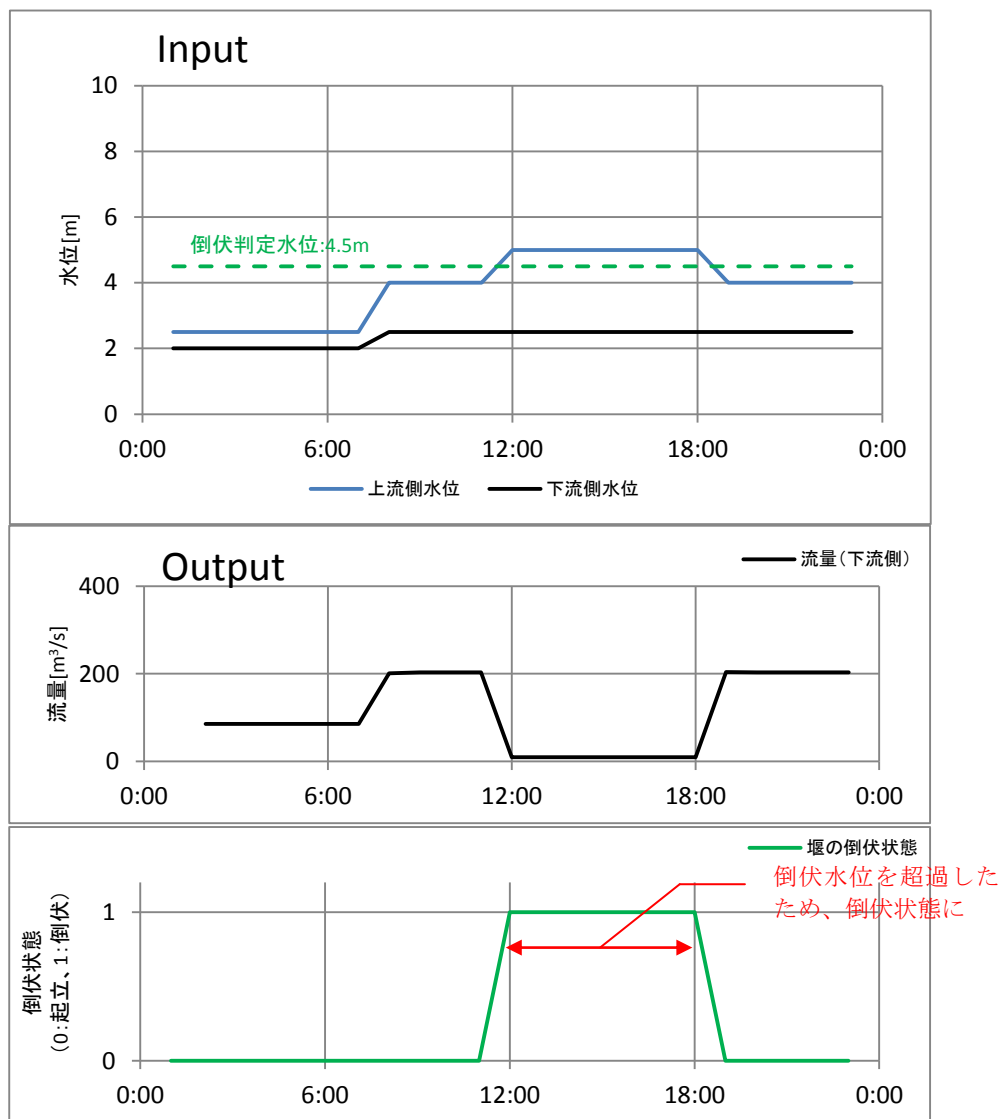 Input
10
8
6
4
2
0
水位[m]
倒伏判定水位:4.5m
0:00 6:00 12:00 18:00 0:00
上流側水位 下流側水位
Output
流量(下流側)
400
200
0
流量[m³/s]
0:00 6:00 12:00 18:00 0:00
堰の倒伏状態
倒伏水位を超過した
ため、倒伏状態に
1
0
倒伏状態
(0:起立、1:倒伏)
0:00 6:00 12:00 18:00 0:00